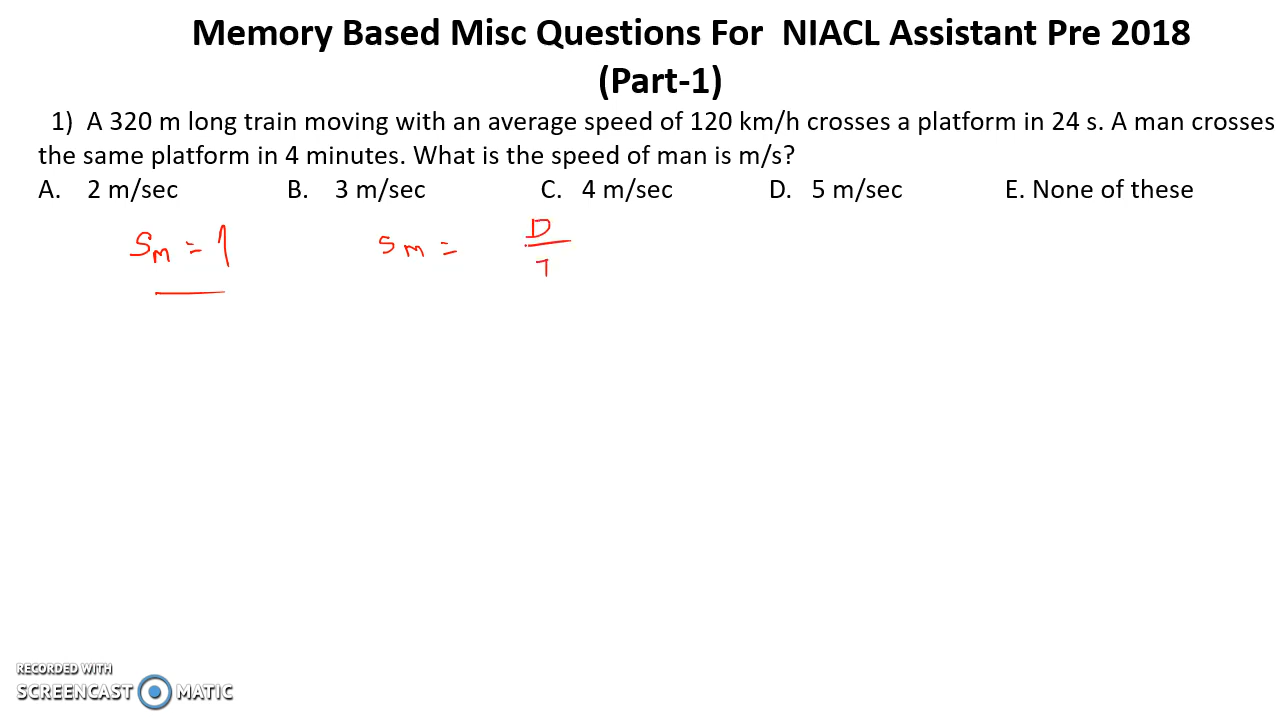 Memory Based Misc Questions For NIACL Assistant Pre 2018
(Part-1)
1) A 320 m long train moving with an average speed of 120 km/h crosses a platform in 24 s. A man crosses
the same platform in 4 minutes. What is the speed of man is m/s?
A. 2 m/sec B. 3 m/sec C. 4 m/sec D. 5 m/sec E. None of these
Sm = Sm = D
T
RECORDED WITH
SCREENCAST MATIC